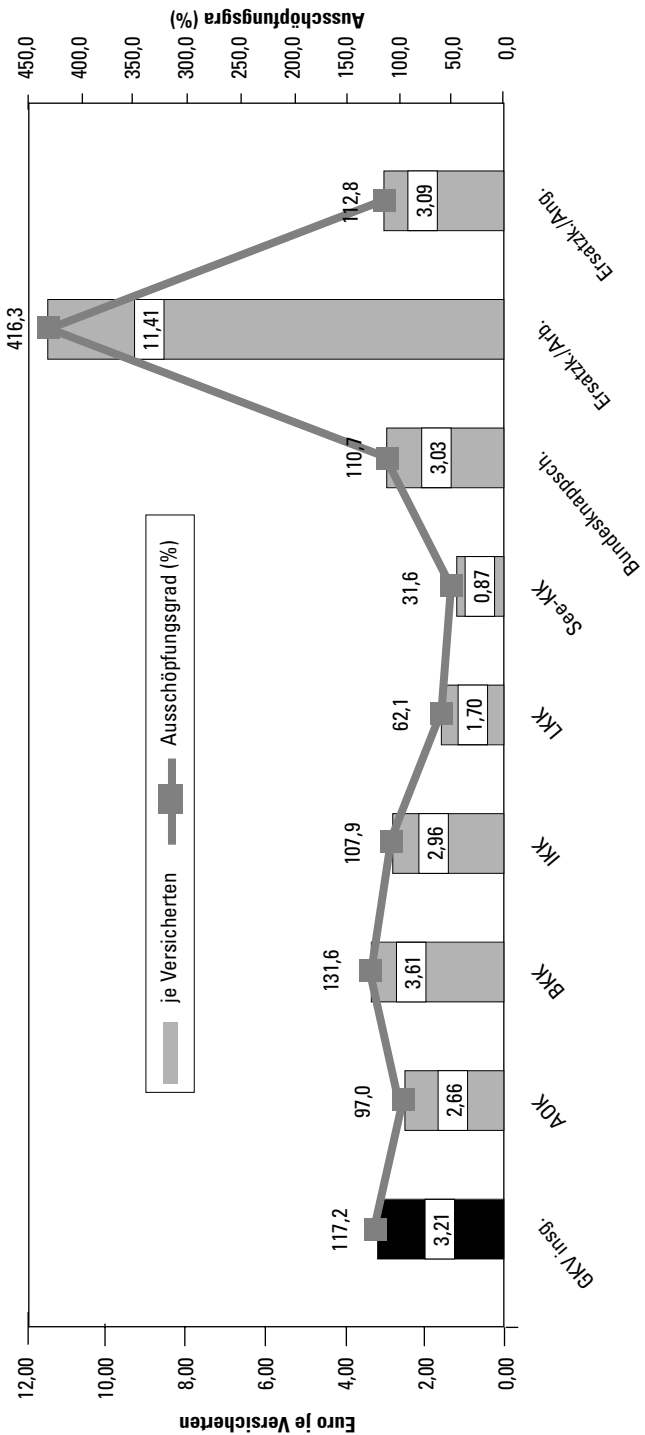 Euro je Versicherten
12,00
10,00
8,00
6,00
4,00
2,00
0,00
je Versicherten
Ausschöpfungsgrad (%)
117,2
97,0
131,6
107,9
62,1
31,6
110,7
416,3
112,8
3,21
2,66
3,61
2,96
1,70
0,87
3,03
11,41
3,09
GKV insg.
AOK
BKK
IKK
LKK
See-KK
Bundesknappsch.
Ersatzk./Arb.
Ersatzk./Ang.
450,0
400,0
350,0
300,0
250,0
200,0
150,0
100,0
50,0
0,0
Ausschöpfungsgra (%)